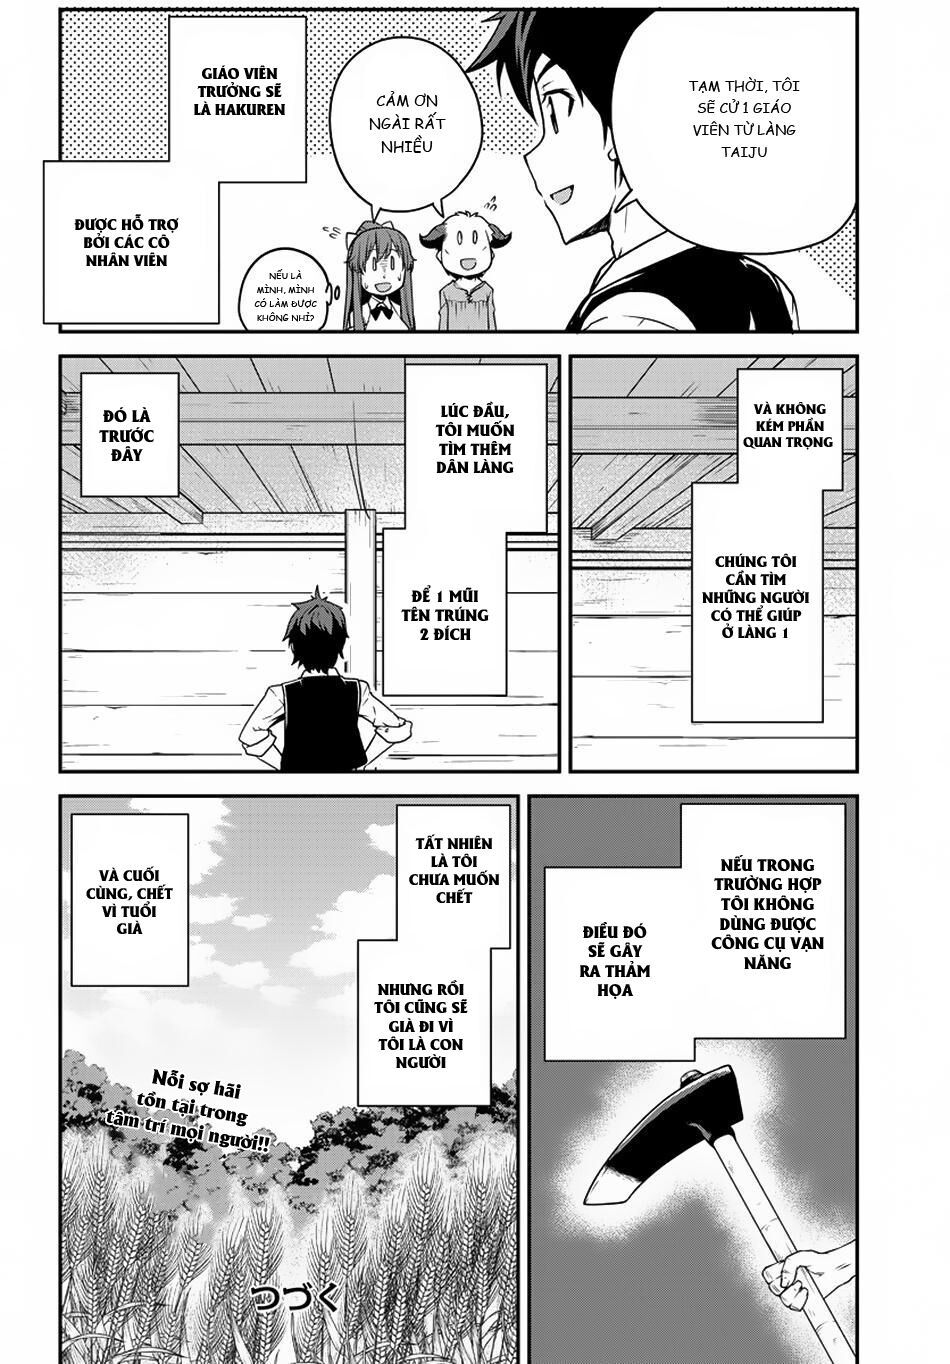 TẠM THỜI, TÔI
SẼ CỬ 1 GIÁO
VIÊN TỪ LÀNG
TAIJU
CẢM ƠN
NGÀI RẤT
NHIỀU
NẾU LÀ
MÌNH, MÌNH
CÓ LÀM ĐƯỢC
KHÔNG NHỈ?
GIÁO VIÊN
TRƯỞNG SẼ
LÀ HAKUREN
ĐƯỢC HỖ TRỢ
BỞI CÁC CÔ
NHÂN VIÊN
VÀ KHÔNG
KÉM PHẦN
QUAN TRỌNG
CHÚNG TÔI
CẦN TÌM
NHỮNG NGƯỜI
CÓ THỂ GIÚP
Ở LÀNG 1
LÚC ĐẦU,
TÔI MUỐN
TÌM THÊM
DÂN LÀNG
ĐỂ 1 MŨI
TÊN TRÚNG
2 ĐÍCH
ĐÓ LÀ
TRƯỚC
ĐÂY
NẾU TRONG
TRƯỜNG HỢP
TÔI KHÔNG
DÙNG ĐƯỢC
CÔNG CỤ VẠN
NĂNG
ĐIỀU ĐÓ
SẼ GÂY
RA THẢM
HỌA
TẤT NHIÊN
LÀ TÔI
CHƯA MUỐN
CHẾT
NHƯNG RỒI
TÔI CŨNG SẼ
GIÀ ĐI VÌ
TÔI LÀ CON
NGƯỜI
VÀ CUỐI
CÙNG, CHẾT
VÌ TUỔI
GIÀ
Nỗi sợ hãi
tồn tại trong
tâm trí mọi người!!
つづく